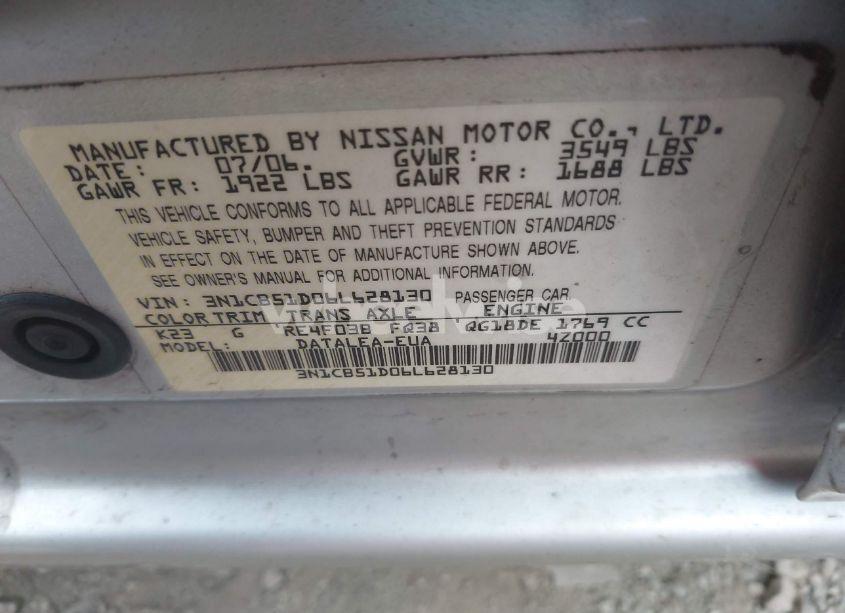 MANUFACTURED BY NISSAN MOTOR CO., LTD.
DATE: 07/06. GVWR: 3549 LBS
GAWR FR: 1922 LBS GAWR RR: 1688 LBS
THIS VEHICLE CONFORMS TO ALL APPLICABLE FEDERAL MOTOR.
VEHICLE SAFETY, BUMPER AND THEFT PREVENTION STANDARDS
IN EFFECT ON THE DATE OF MANUFACTURE SHOWN ABOVE.
SEE OWNER'S MANUAL FOR ADDITIONAL INFORMATION.
VIN: 3N1CB51D06L628130 PASSENGER CAR.
COLOR TRIM TRANS AXLE ENGINE
K23 G RE4F03B FQ38 QG18DE 1769 CC
MODEL: DATALEA-EUA 4Z000
3N1CB51D06L628130